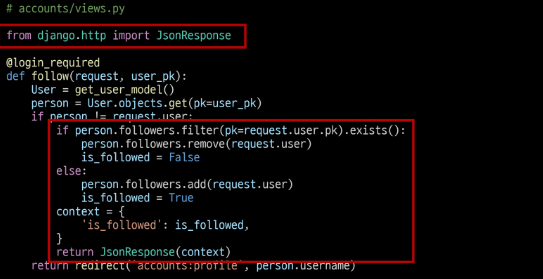 # accounts/views.py
from django.http import JsonResponse
@login_required
def follow(request, user_pk):
    User = get_user_model()
    person = User.objects.get(pk=user_pk)
    if person != request.user:
        if person.followers.filter(pk=request.user.pk).exists():
            person.followers.remove(request.user)
            is_followed = False
        else:
            person.followers.add(request.user)
            is_followed = True
        context = {
            'is_followed': is_followed,
        }
        return JsonResponse(context)
    return redirect('accounts:profile', person.username)